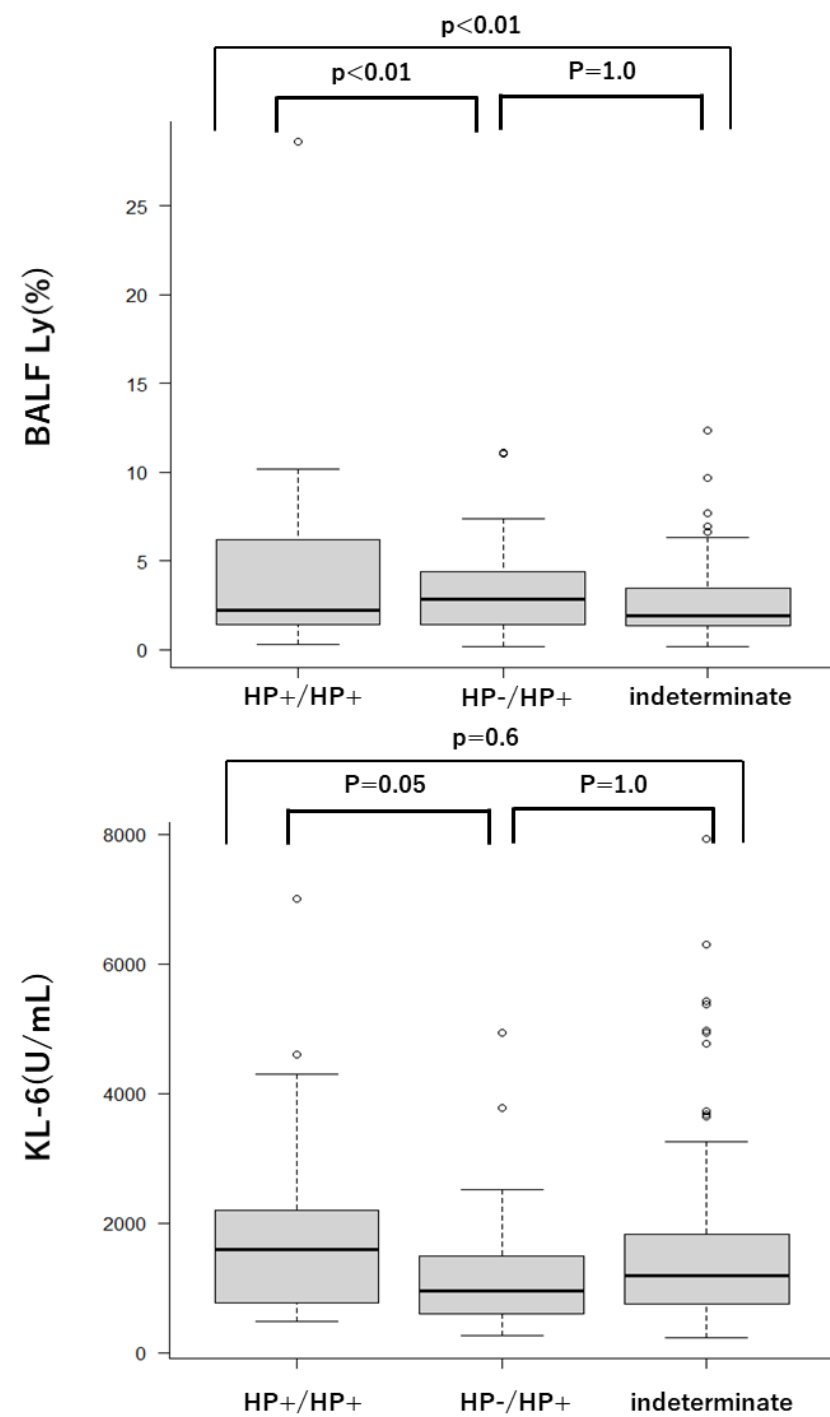 p<0.01
p<0.01 P=1.0
BALF Ly(%)
25
20
15
10
5
0
HP+/HP+ HP-/HP+ indeterminate
p=0.6
P=0.05 P=1.0
KL-6(U/mL)
8000
6000
4000
2000
0
HP+/HP+ HP-/HP+ indeterminate